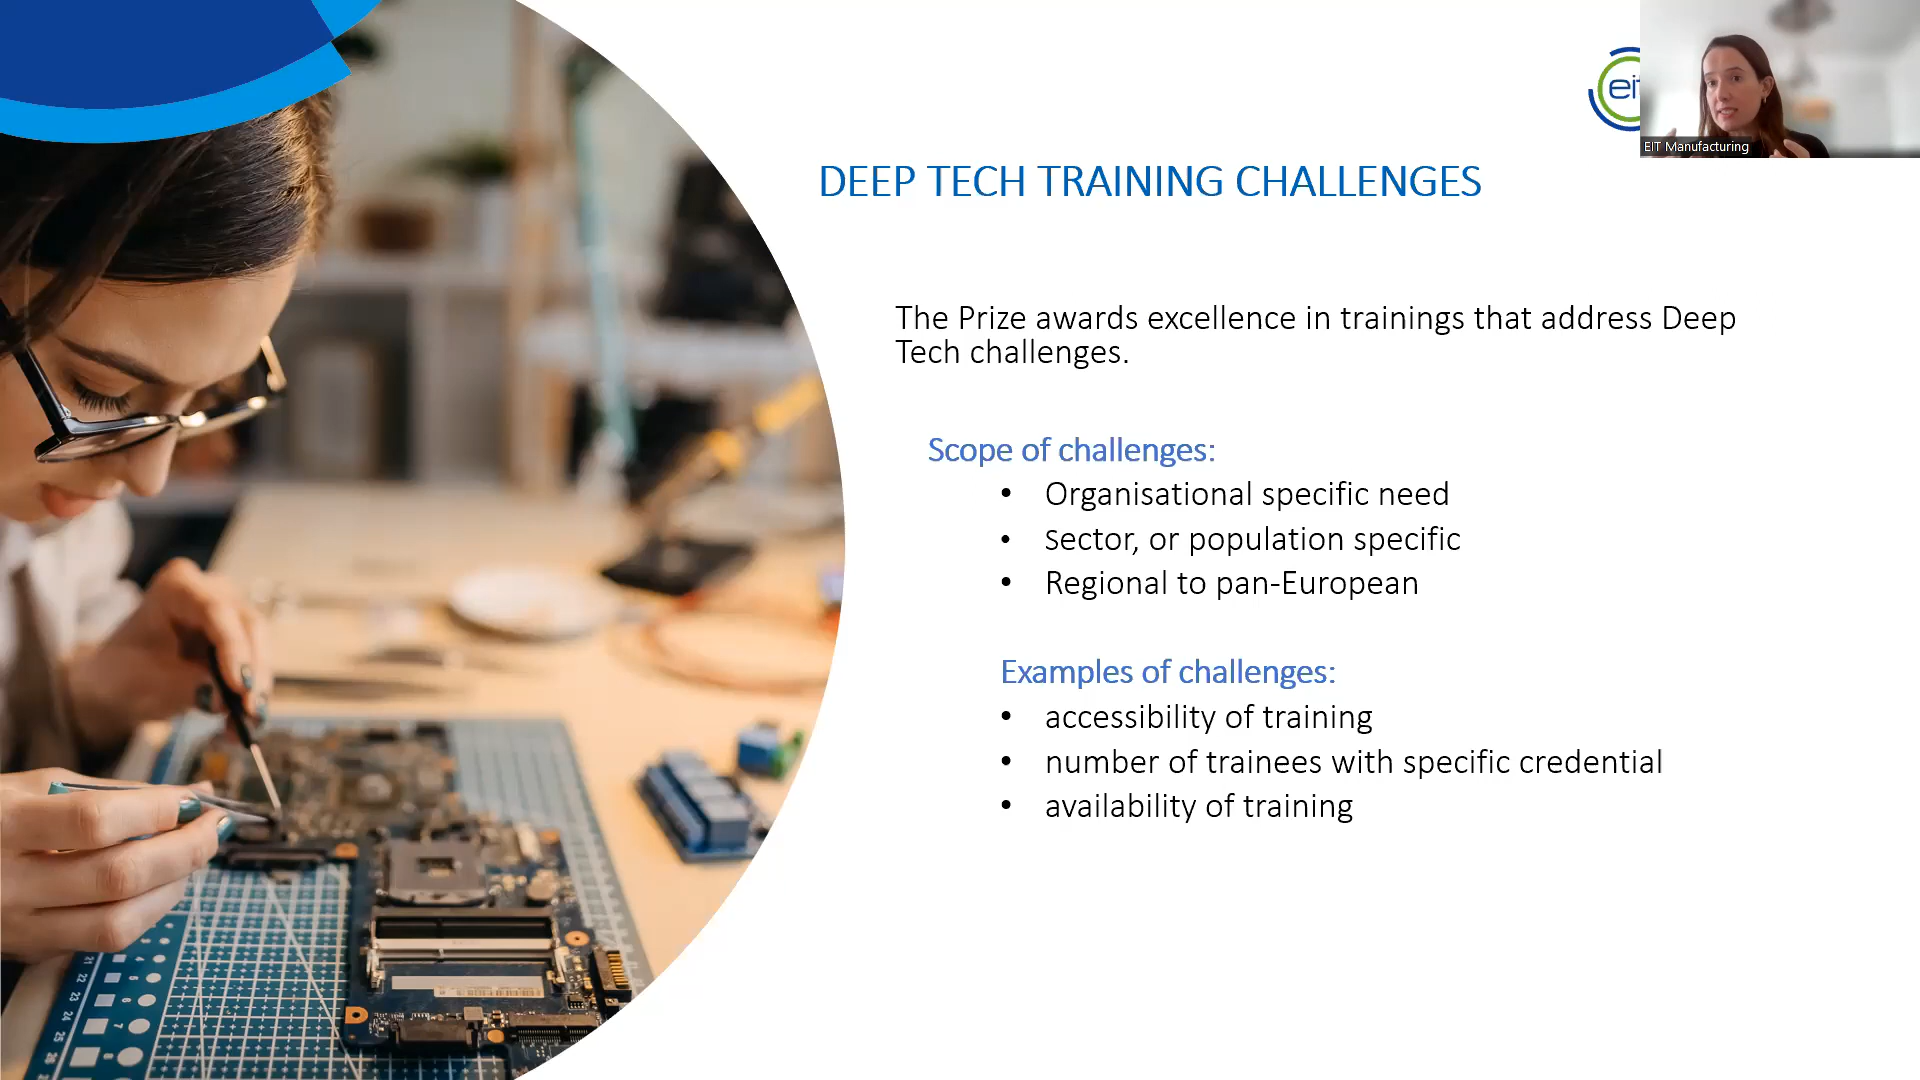 ei
EIT Manufacturing
DEEP TECH TRAINING CHALLENGES
The Prize awards excellence in trainings that address Deep
Tech challenges.
Scope of challenges:
• Organisational specific need
• Sector, or population specific
• Regional to pan-European
Examples of challenges:
• accessibility of training
• number of trainees with specific credential
• availability of training